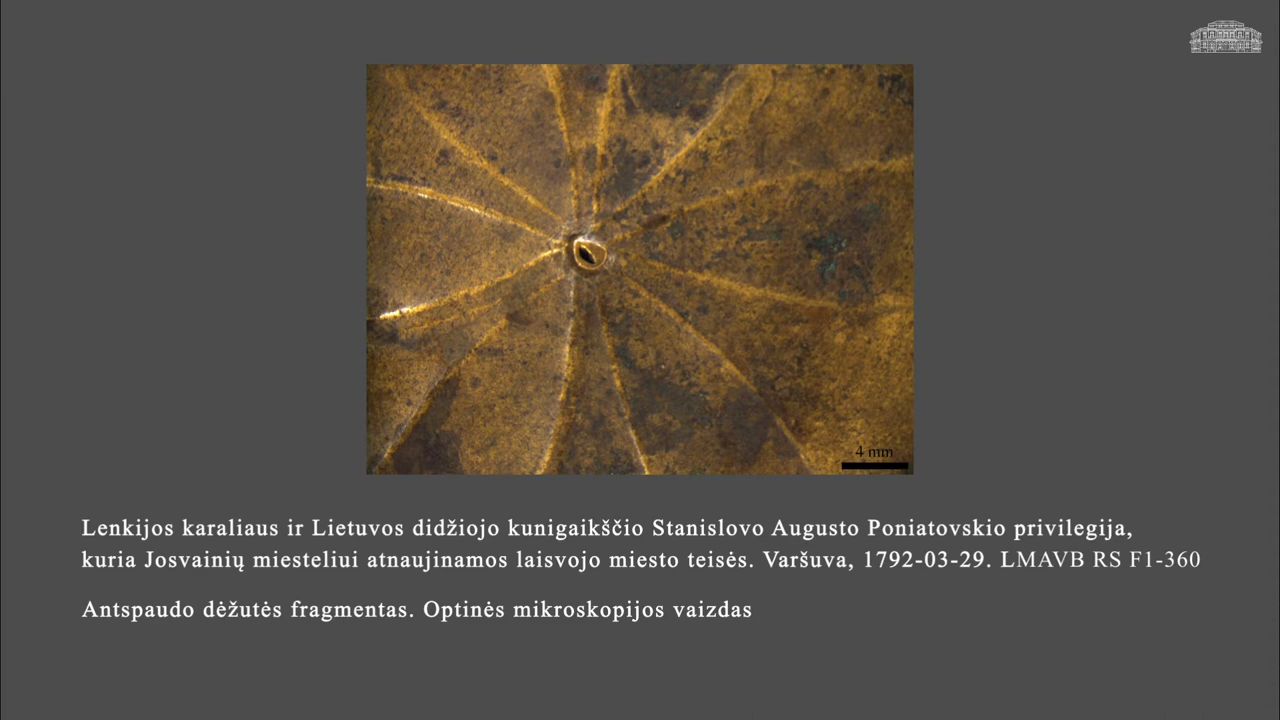 4 mm
Lenkijos karaliaus ir Lietuvos didžiojo kunigaikščio Stanislovo Augusto Poniatovskio privilegija,
kuria Josvainių miesteliui atnaujinamos laisvojo miesto teisės. Varšuva, 1792-03-29. LMAVB RS F1-360
Antspaudo dėžutės fragmentas. Optinės mikroskopijos vaizdas